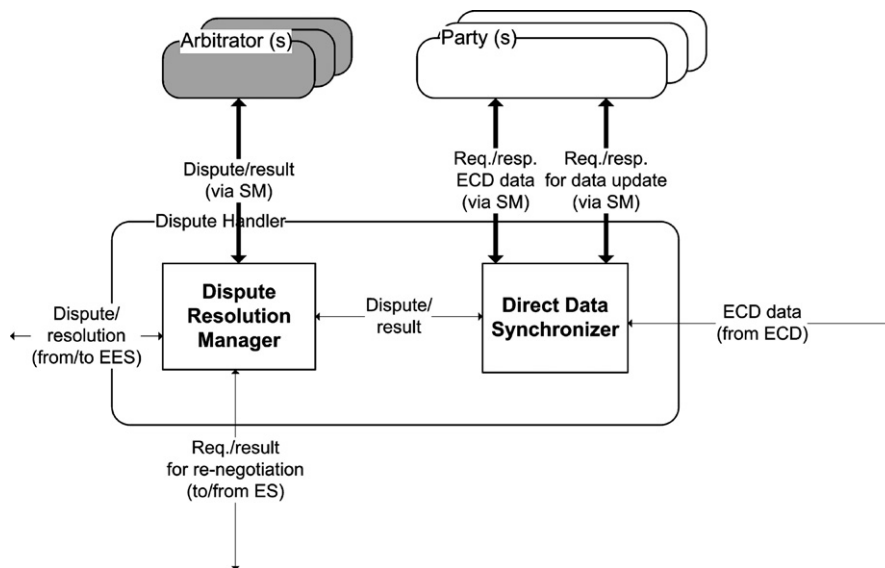 Arbitrator (s)
Party (s)
Dispute/result
(via SM)
Req./resp.
ECD data
(via SM)
Req./resp.
for data update
(via SM)
Dispute Handler
Dispute
Resolution
Manager
Dispute/
result
Direct Data
Synchronizer
Dispute/
resolution
(from/to EES)
ECD data
(from ECD)
Req./result
for re-negotiation
(to/from ES)